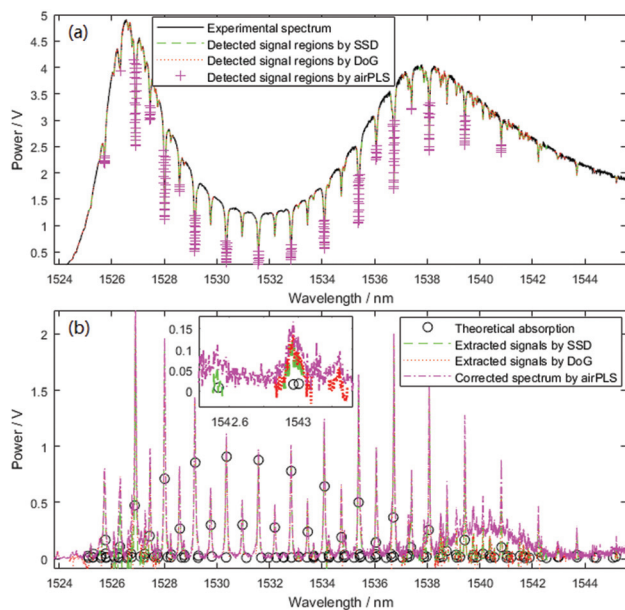 (a)
Experimental spectrum
Detected signal regions by SSD
Detected signal regions by DoG
Detected signal regions by airPLS
Power / V
5
4.5
4
3.5
3
2.5
2
1.5
1
0.5
1524 1526 1528 1530 1532 1534 1536 1538 1540 1542 1544
Wavelength / nm
(b)
Theoretical absorption
Extracted signals by SSD
Extracted signals by DoG
Corrected spectrum by airPLS
0.15
0.1
0.05
0
1542.6 1543
Power / V
2
1.5
1
0.5
0
1524 1526 1528 1530 1532 1534 1536 1538 1540 1542 1544
Wavelength / nm